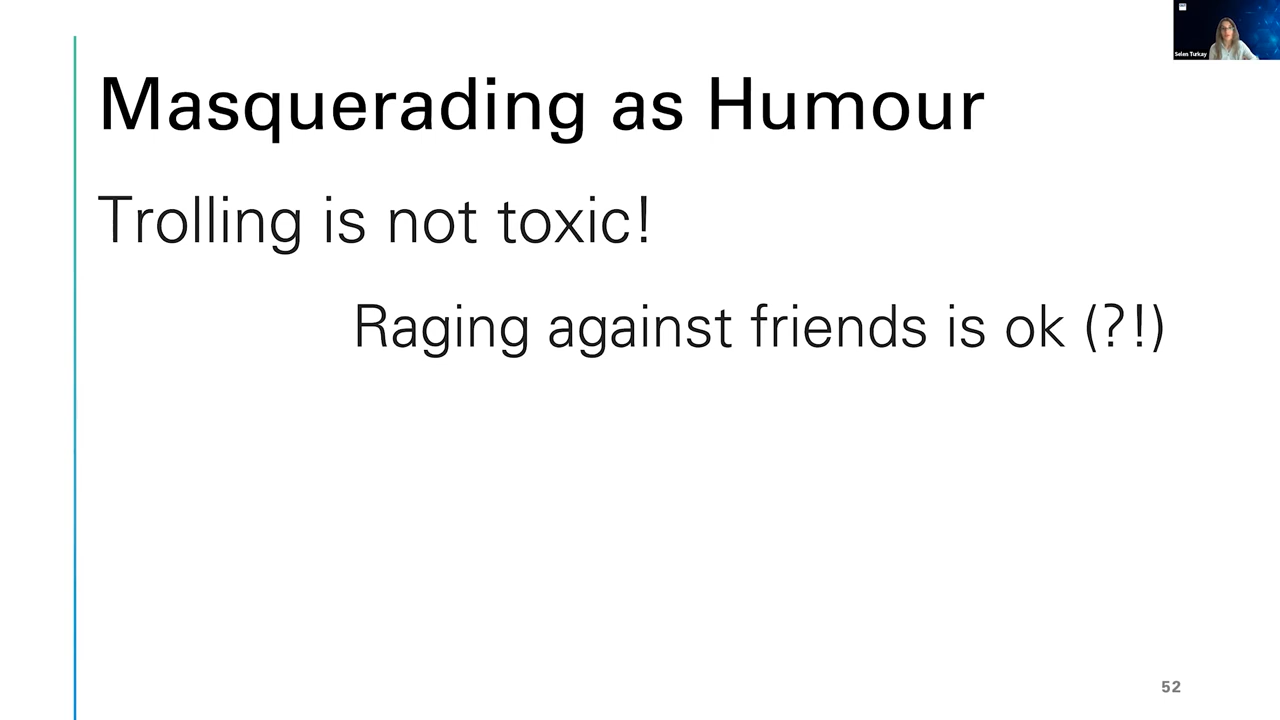 Selen Turkay
Masquerading as Humour
Trolling is not toxic!
Raging against friends is ok (?!)
52